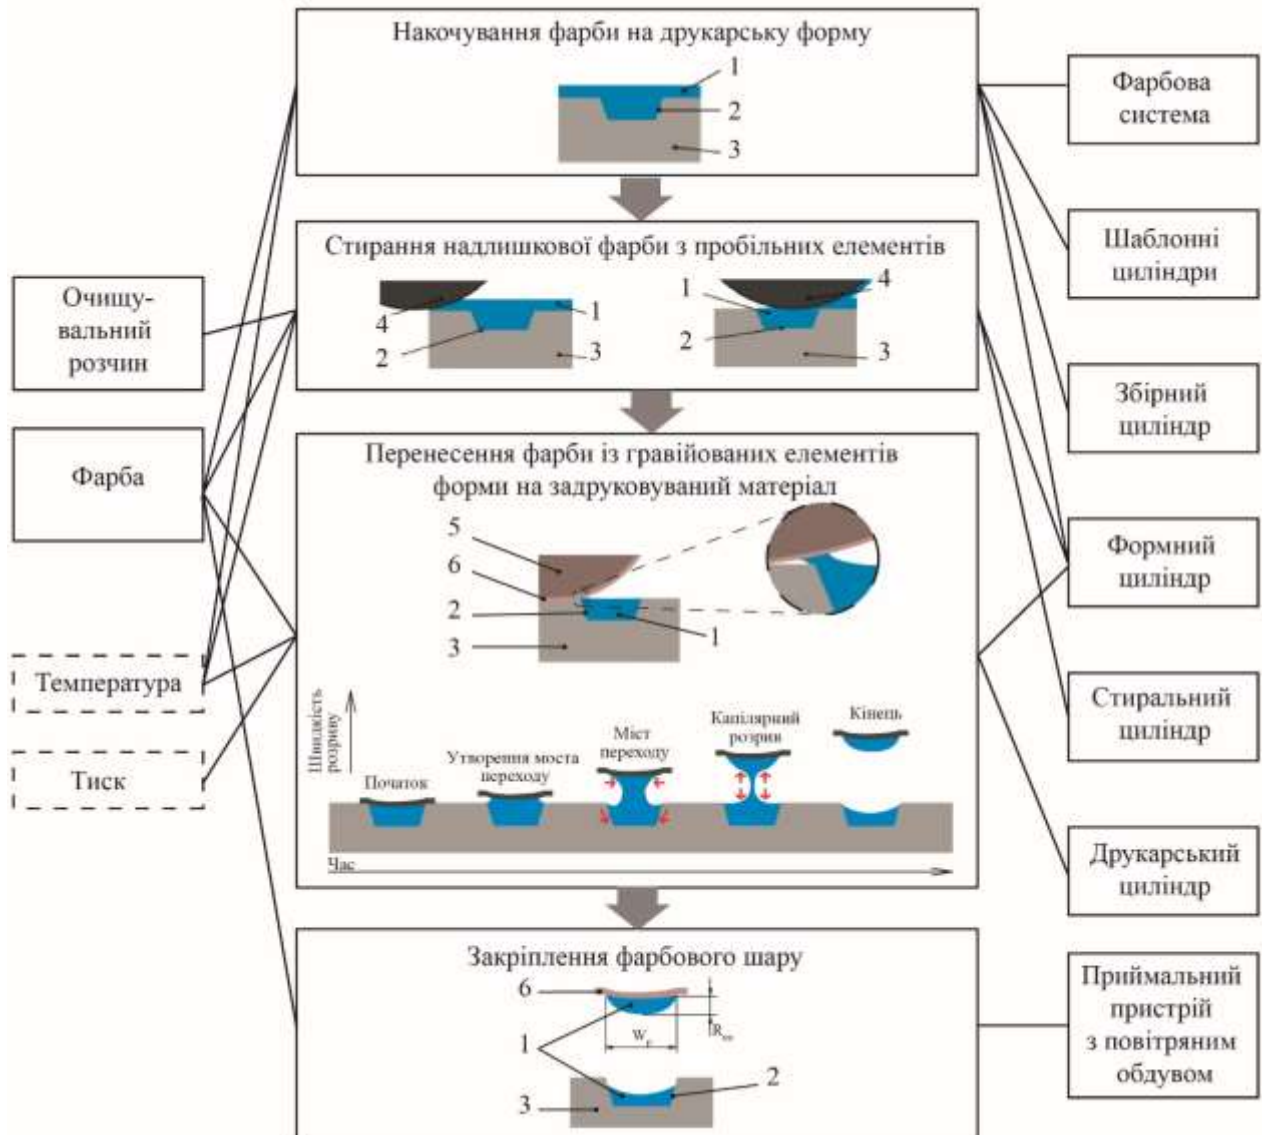 Накочування фарби на друкарську форму
1
2
3
Стирання надлишкової фарби з пробільних елементів
4
1
2
3
1
4
2
3
Перенесення фарби із гравійованих елементів
форми на задруковуваний матеріал
5
6
2
3
1
Швидкість
розриву
Початок
Утворення моста
переходу
Міст
переходу
Капілярний
розрив
Кінець
Час
Закріплення фарбового шару
6
1
3
2
Очищу-
вальний
розчин
Фарба
Температура
Тиск
Фарбова
система
Шаблонні
циліндри
Збірний
циліндр
Формний
циліндр
Стиральний
циліндр
Друкарський
циліндр
Приймальний
пристрій
з повітряним
обдувом